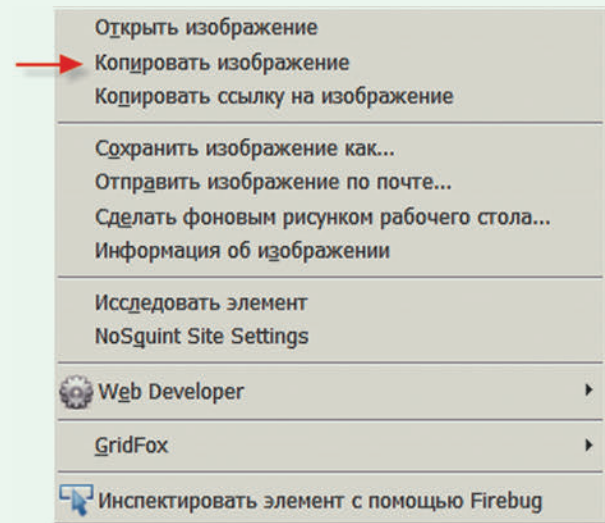 Открыть изображение
Копировать изображение
Копировать ссылку на изображение
Сохранить изображение как...
Отправить изображение по почте...
Сделать фоновым рисунком рабочего стола...
Информация об изображении
Исследовать элемент
NoSquint Site Settings
Web Developer
GridFox
Инспектировать элемент с помощью Firebug